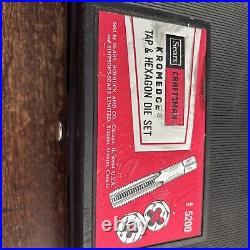 Sears
CRAFTSMAN
KROMEDGE®
TAP & HEXAGON DIE SET
Sold by SEARS, ROEBUCK AND CO., Chicago, IL 60684 U.S.A.
and SIMPSONS-SEARS LIMITED, Toronto, Ontario, Canada
5200